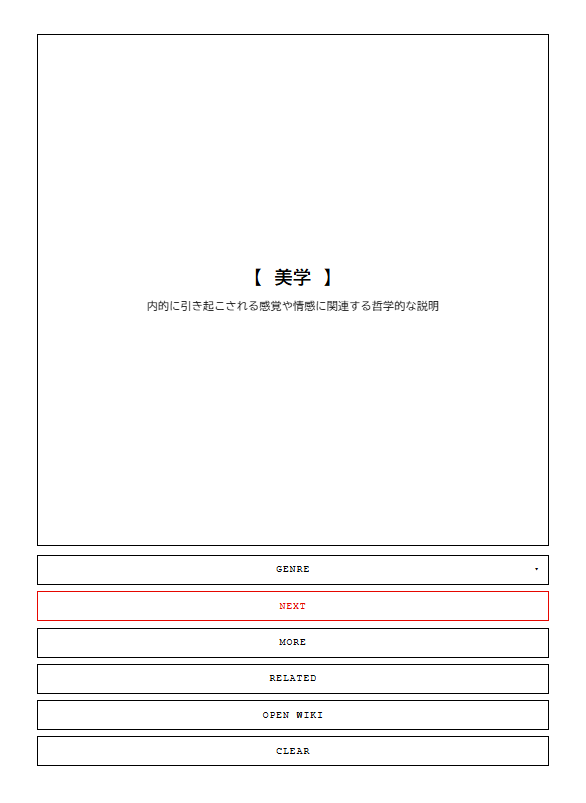 【 美学 】
内的に引き起こされる感覚や情感に関連する哲学的な説明
GENRE
NEXT
MORE
RELATED
OPEN WIKI
CLEAR